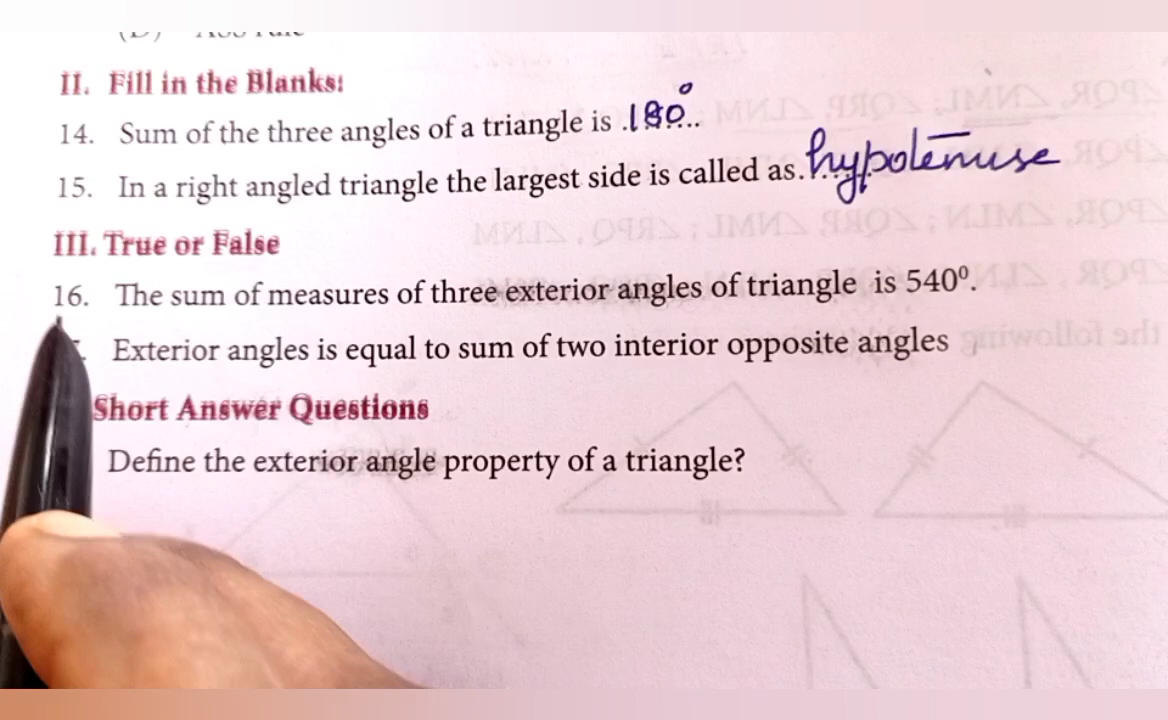 II. Fill in the Blanks:
14. Sum of the three angles of a triangle is .180°...
15. In a right angled triangle the largest side is called as. hypotenuse
III. True or False
16. The sum of measures of three exterior angles of triangle is 540⁰.
Exterior angles is equal to sum of two interior opposite angles
Short Answer Questions
Define the exterior angle property of a triangle?